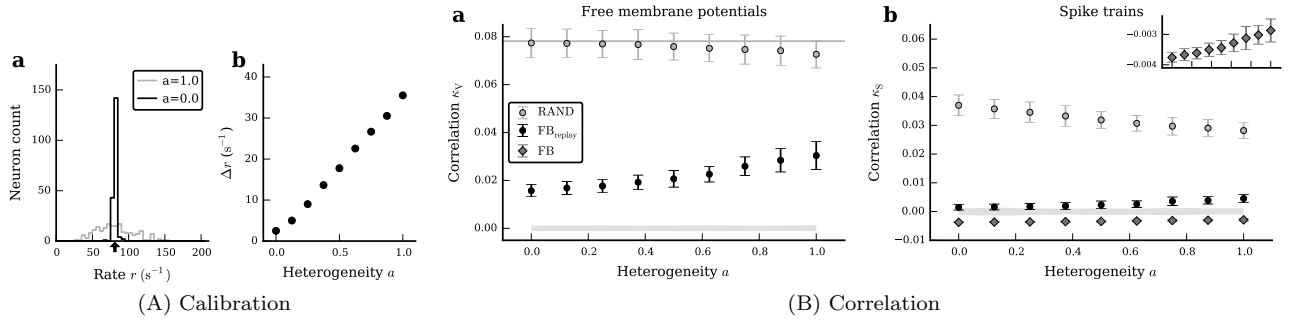 a
a=1.0
a=0.0
Neuron count
150
100
50
0
0 50 100 150 200
Rate r (s⁻¹)
b
Δr (s⁻¹)
40
30
20
10
0
0.0 0.5 1.0
Heterogeneity a
(A) Calibration
a
Free membrane potentials
Correlation κV
0.08
0.06
0.04
0.02
0.00
RAND
FBreplay
FB
0.0 0.2 0.4 0.6 0.8 1.0
Heterogeneity a
b
Spike trains
Correlation κS
0.06
0.05
0.04
0.03
0.02
0.01
0.00
−0.01
−0.003
−0.004
0.0 0.2 0.4 0.6 0.8 1.0
Heterogeneity a
(B) Correlation